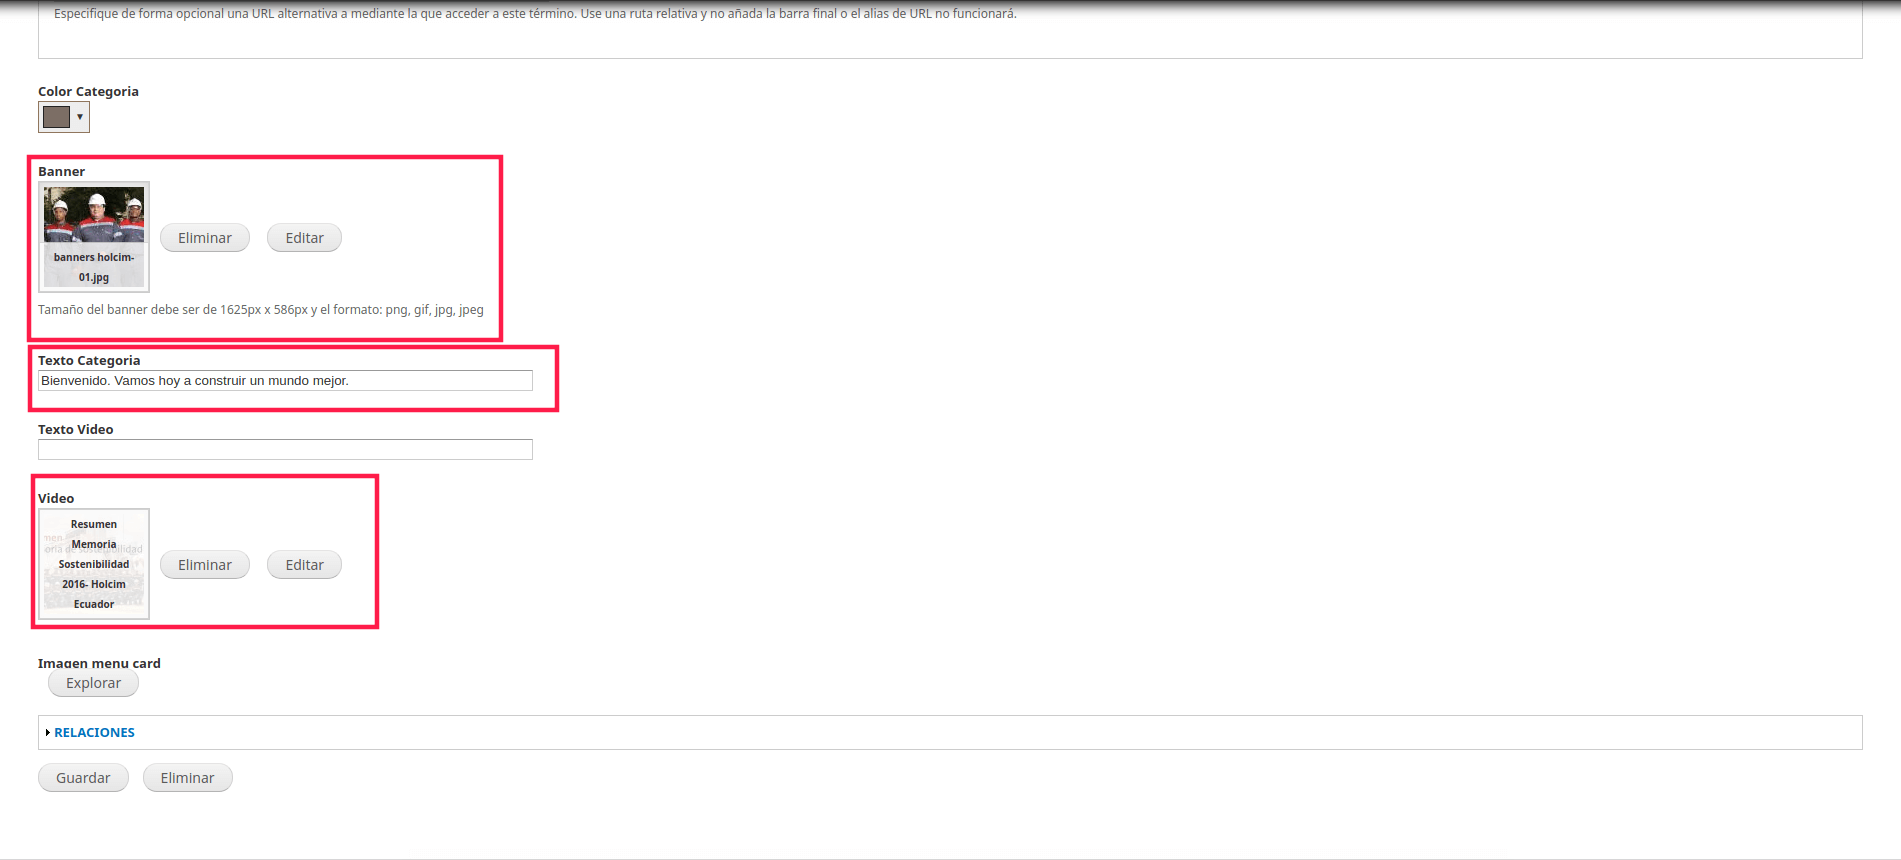 Especifique de forma opcional una URL alternativa a mediante la que acceder a este término. Use una ruta relativa y no añada la barra final o el alias de URL no funcionará.
Color Categoria
Banner
banners holcim-
01.jpg
Eliminar Editar
Tamaño del banner debe ser de 1625px x 586px y el formato: png, gif, jpg, jpeg
Texto Categoria
Bienvenido. Vamos hoy a construir un mundo mejor.
Texto Video
Video
Resumen
Memoria
Sostenibilidad
2016- Holcim
Ecuador
Eliminar Editar
Imagen menu card
Explorar
RELACIONES
Guardar Eliminar